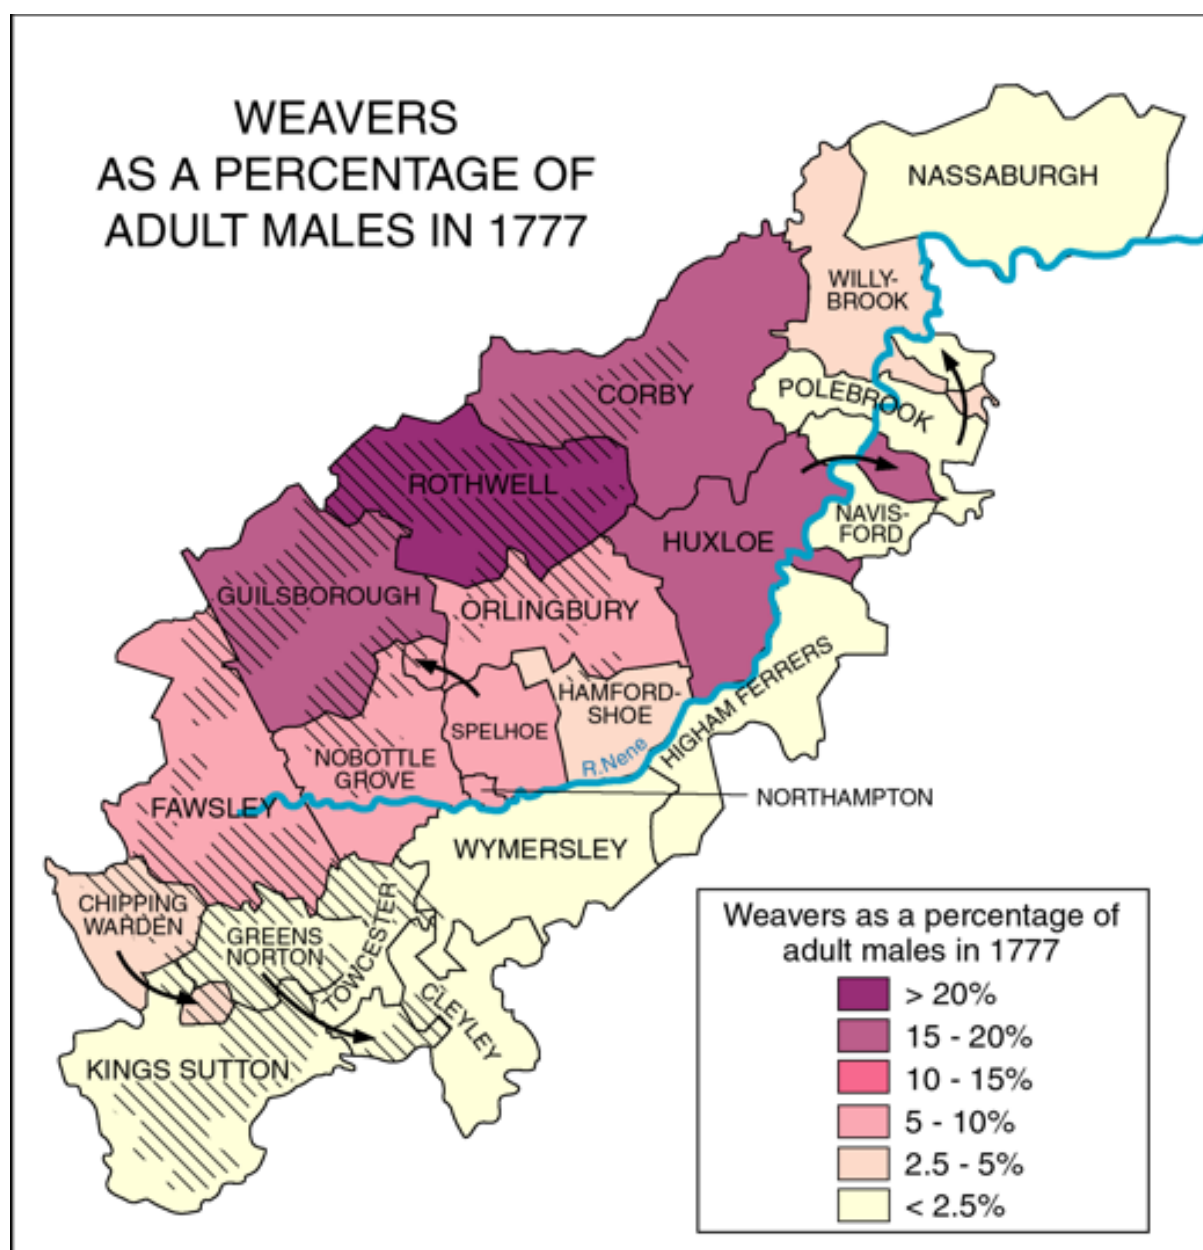 WEAVERS
AS A PERCENTAGE OF
ADULT MALES IN 1777
NASSABURGH
WILLY-
BROOK
POLEBROOK
CORBY
ROTHWELL
HUXLOE
NAVIS-
FORD
GUILSBOROUGH
ORLINGBURY
HAMFORD-
SHOE
HIGHAM FERRERS
SPELHOE
NOBOTTLE
GROVE
R.Nene
NORTHAMPTON
FAWSLEY
WYMERSLEY
CHIPPING
WARDEN
GREENS
NORTON
TOWCESTER
CLEYLEY
KINGS SUTTON
Weavers as a percentage of
adult males in 1777
> 20%
15 - 20%
10 - 15%
5 - 10%
2.5 - 5%
< 2.5%